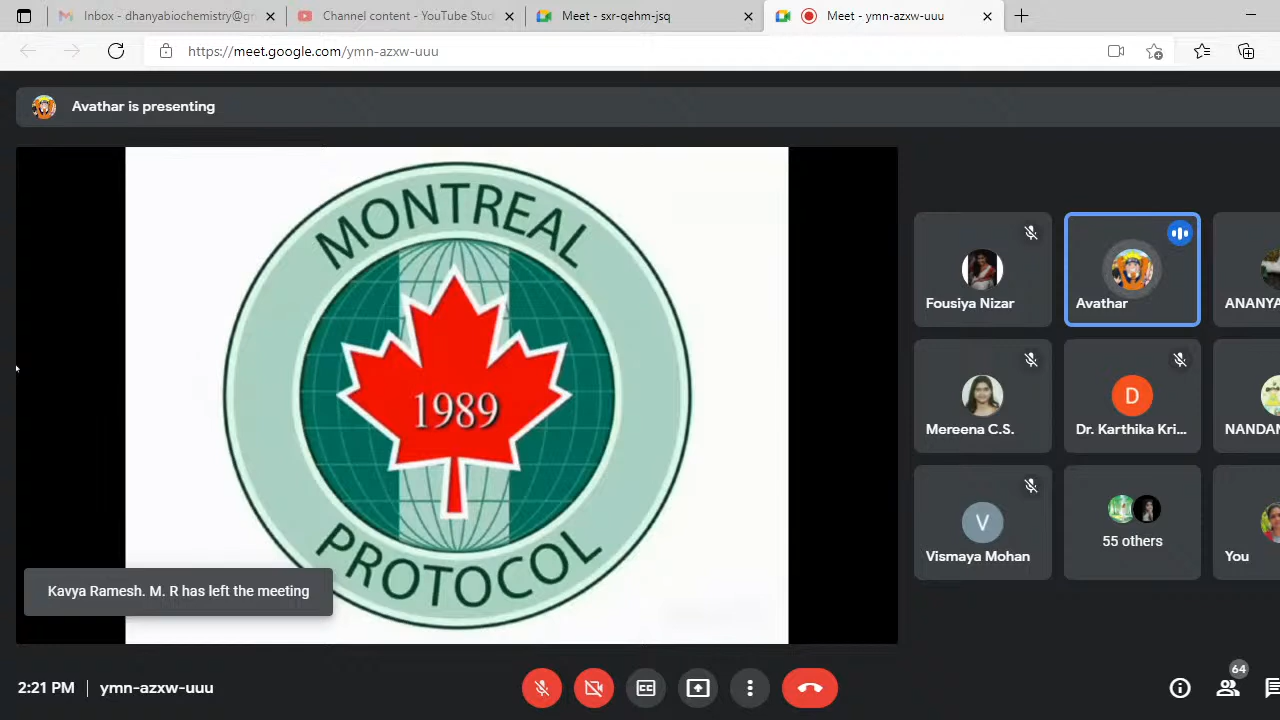 Inbox - dhanyabiochemistry@gr
Channel content - YouTube Stud
Meet - sxr-qehm-jsq
Meet - ymn-azxw-uuu
https://meet.google.com/ymn-azxw-uuu
Avathar is presenting
MONTREAL
1989
PROTOCOL
Fousiya Nizar
Avathar
ANANYA
Mereena C.S.
D
Dr. Karthika Kri...
NANDAN
V
Vismaya Mohan
55 others
You
Kavya Ramesh. M. R has left the meeting
2:21 PM
ymn-azxw-uuu
CC
64